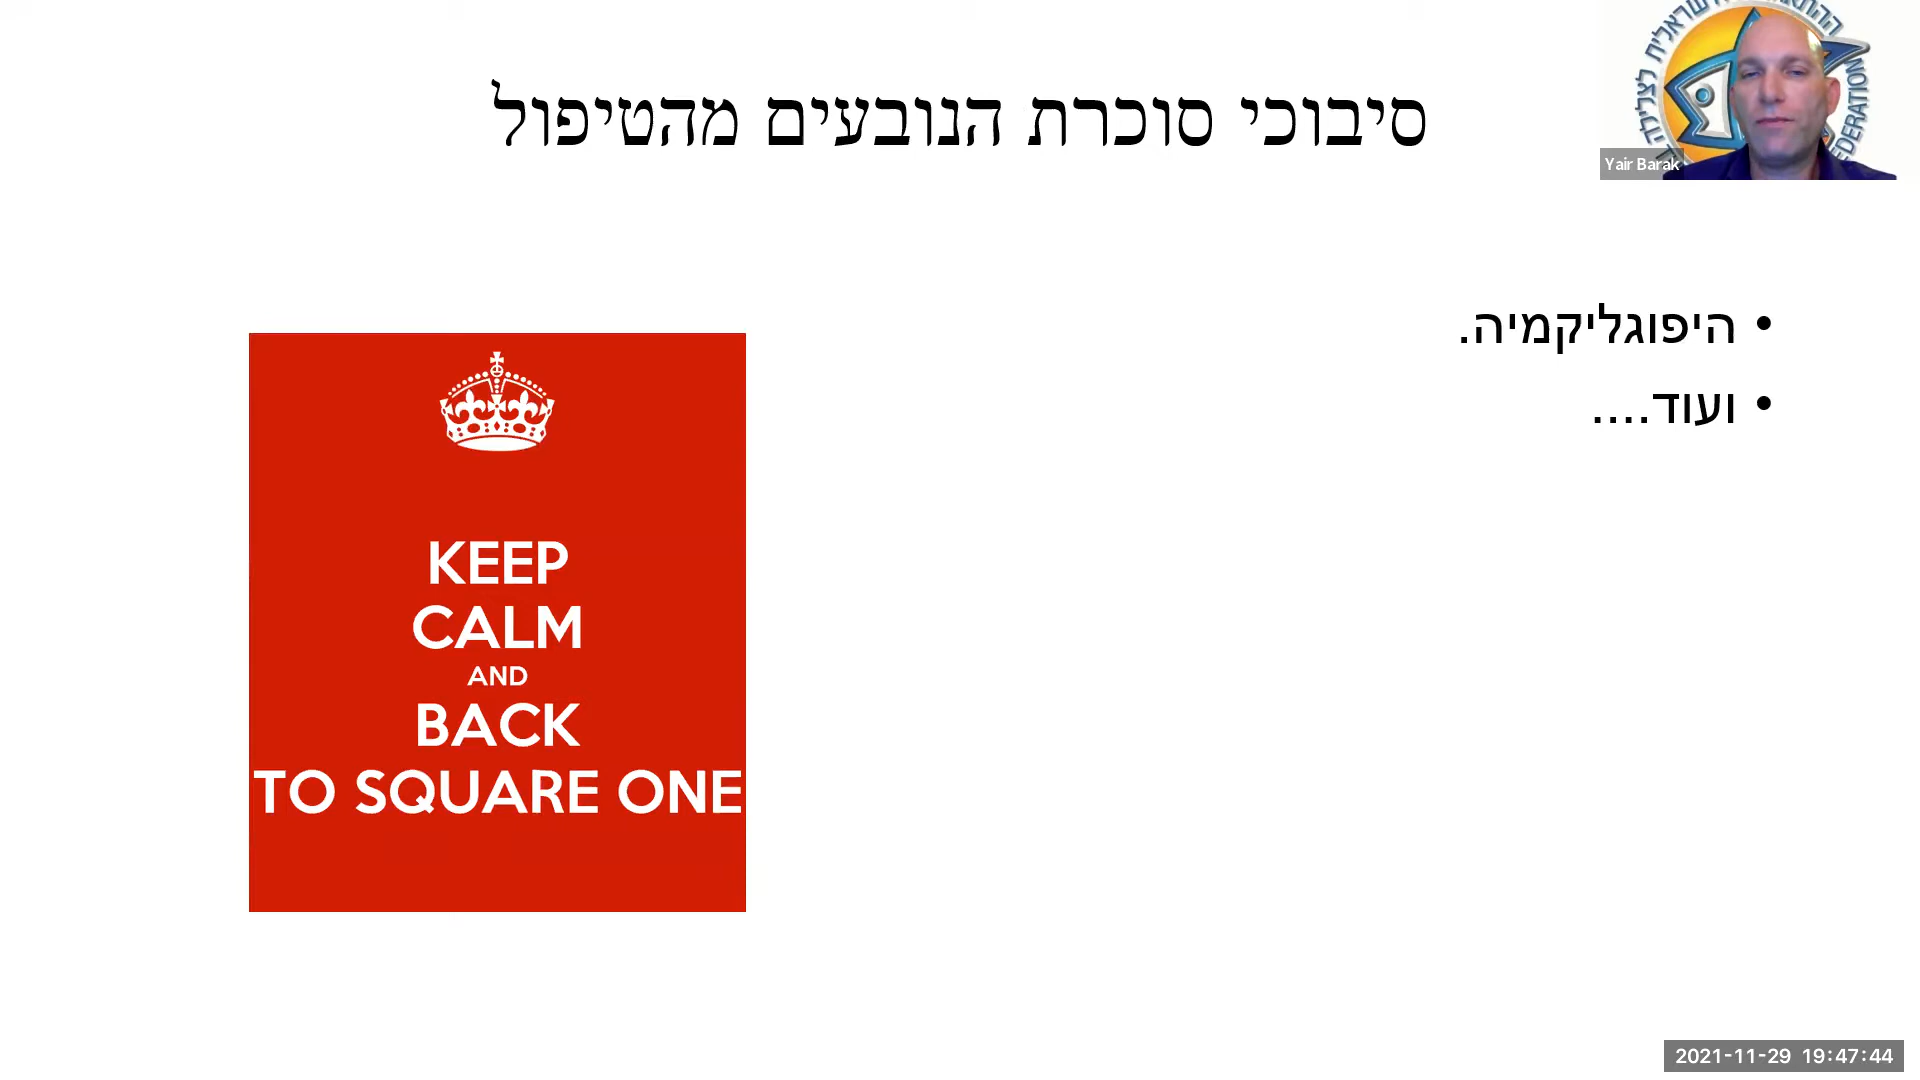 סיבוכי סוכרת הנובעים מהטיפול
• היפוגליקמיה.
• ועוד....
KEEP
CALM
AND
BACK
TO SQUARE ONE
Yair Barak
2021-11-29 19:47:44